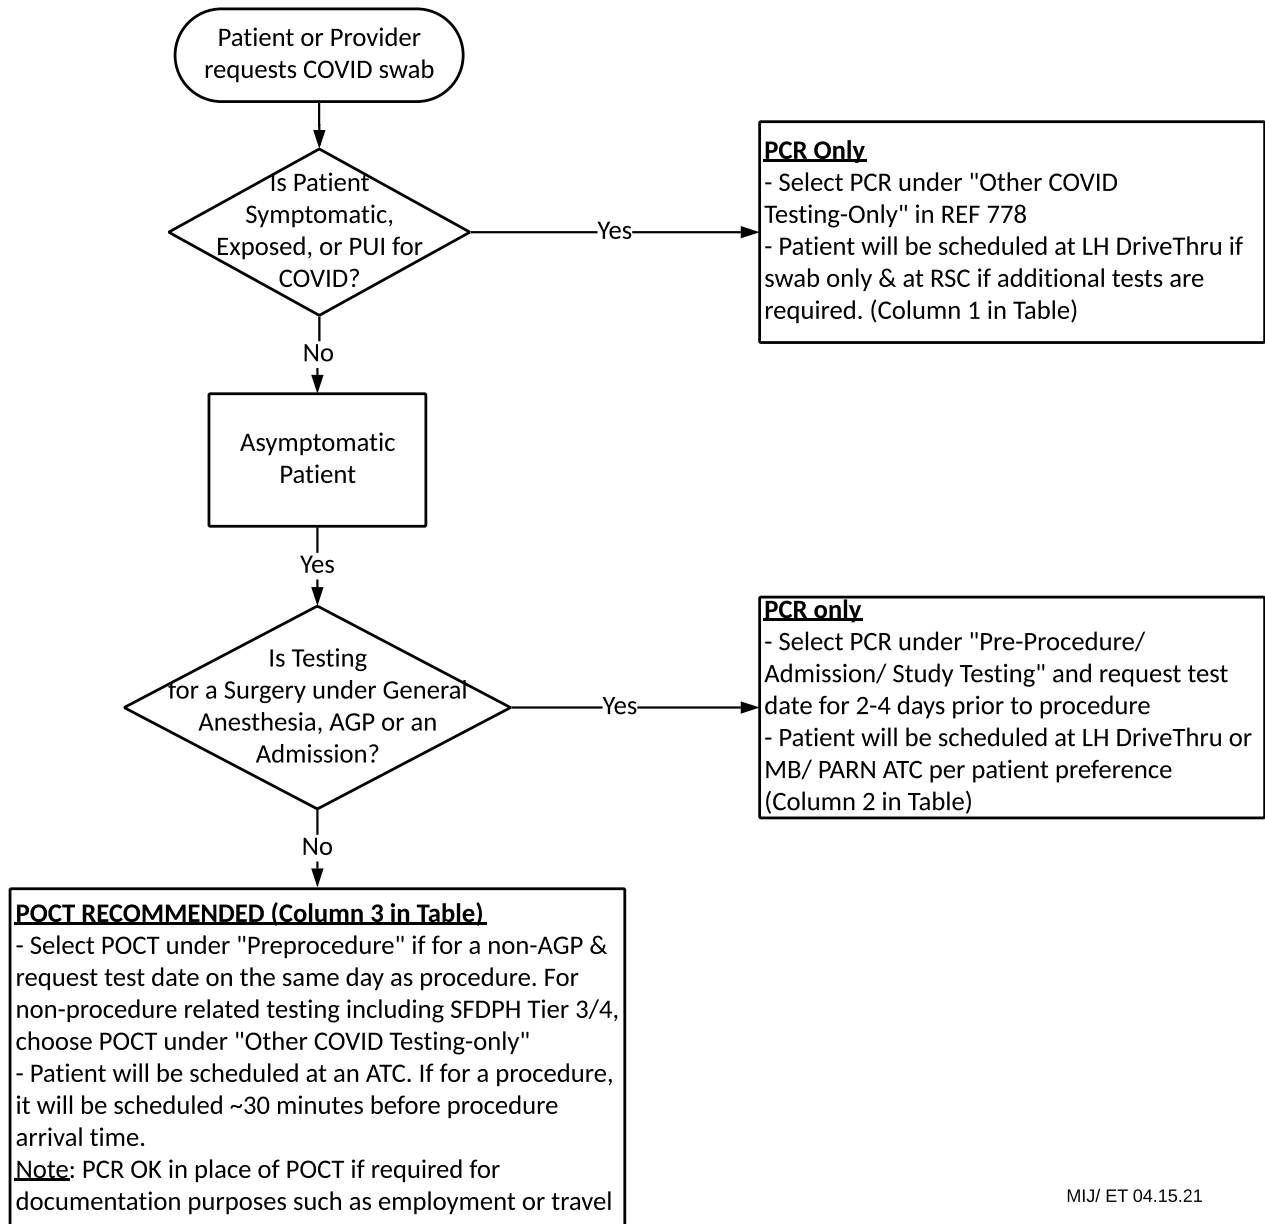 Patient or Provider
requests COVID swab
Is Patient
Symptomatic,
Exposed, or PUI for
COVID?
Yes
PCR Only
- Select PCR under "Other COVID
Testing-Only" in REF 778
- Patient will be scheduled at LH DriveThru if
swab only & at RSC if additional tests are
required. (Column 1 in Table)
No
Asymptomatic
Patient
Yes
Is Testing
for a Surgery under General
Anesthesia, AGP or an
Admission?
Yes
PCR only
- Select PCR under "Pre-Procedure/
Admission/ Study Testing" and request test
date for 2-4 days prior to procedure
- Patient will be scheduled at LH DriveThru or
MB/ PARN ATC per patient preference
(Column 2 in Table)
No
POCT RECOMMENDED (Column 3 in Table)
- Select POCT under "Preprocedure" if for a non-AGP &
request test date on the same day as procedure. For
non-procedure related testing including SFDPH Tier 3/4,
choose POCT under "Other COVID Testing-only"
- Patient will be scheduled at an ATC. If for a procedure,
it will be scheduled ~30 minutes before procedure
arrival time.
Note: PCR OK in place of POCT if required for
documentation purposes such as employment or travel
MIJ/ ET 04.15.21